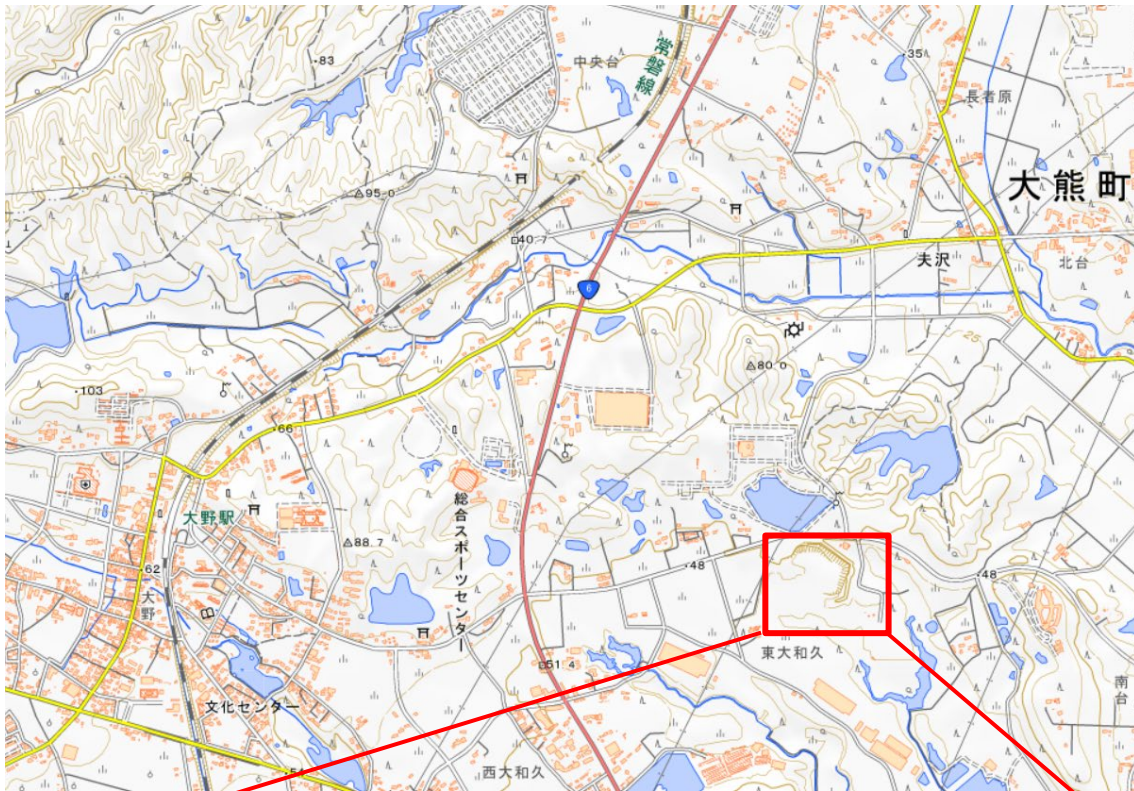 常磐線
中央台
83
35
長者原
大熊町
95.0
40.7
夫沢
北台
6
25
80.0
103
66
大野駅
総合スポーツセンター
88.7
62
大野
48
48
東大和久
51.4
南台
文化センター
西大和久
54